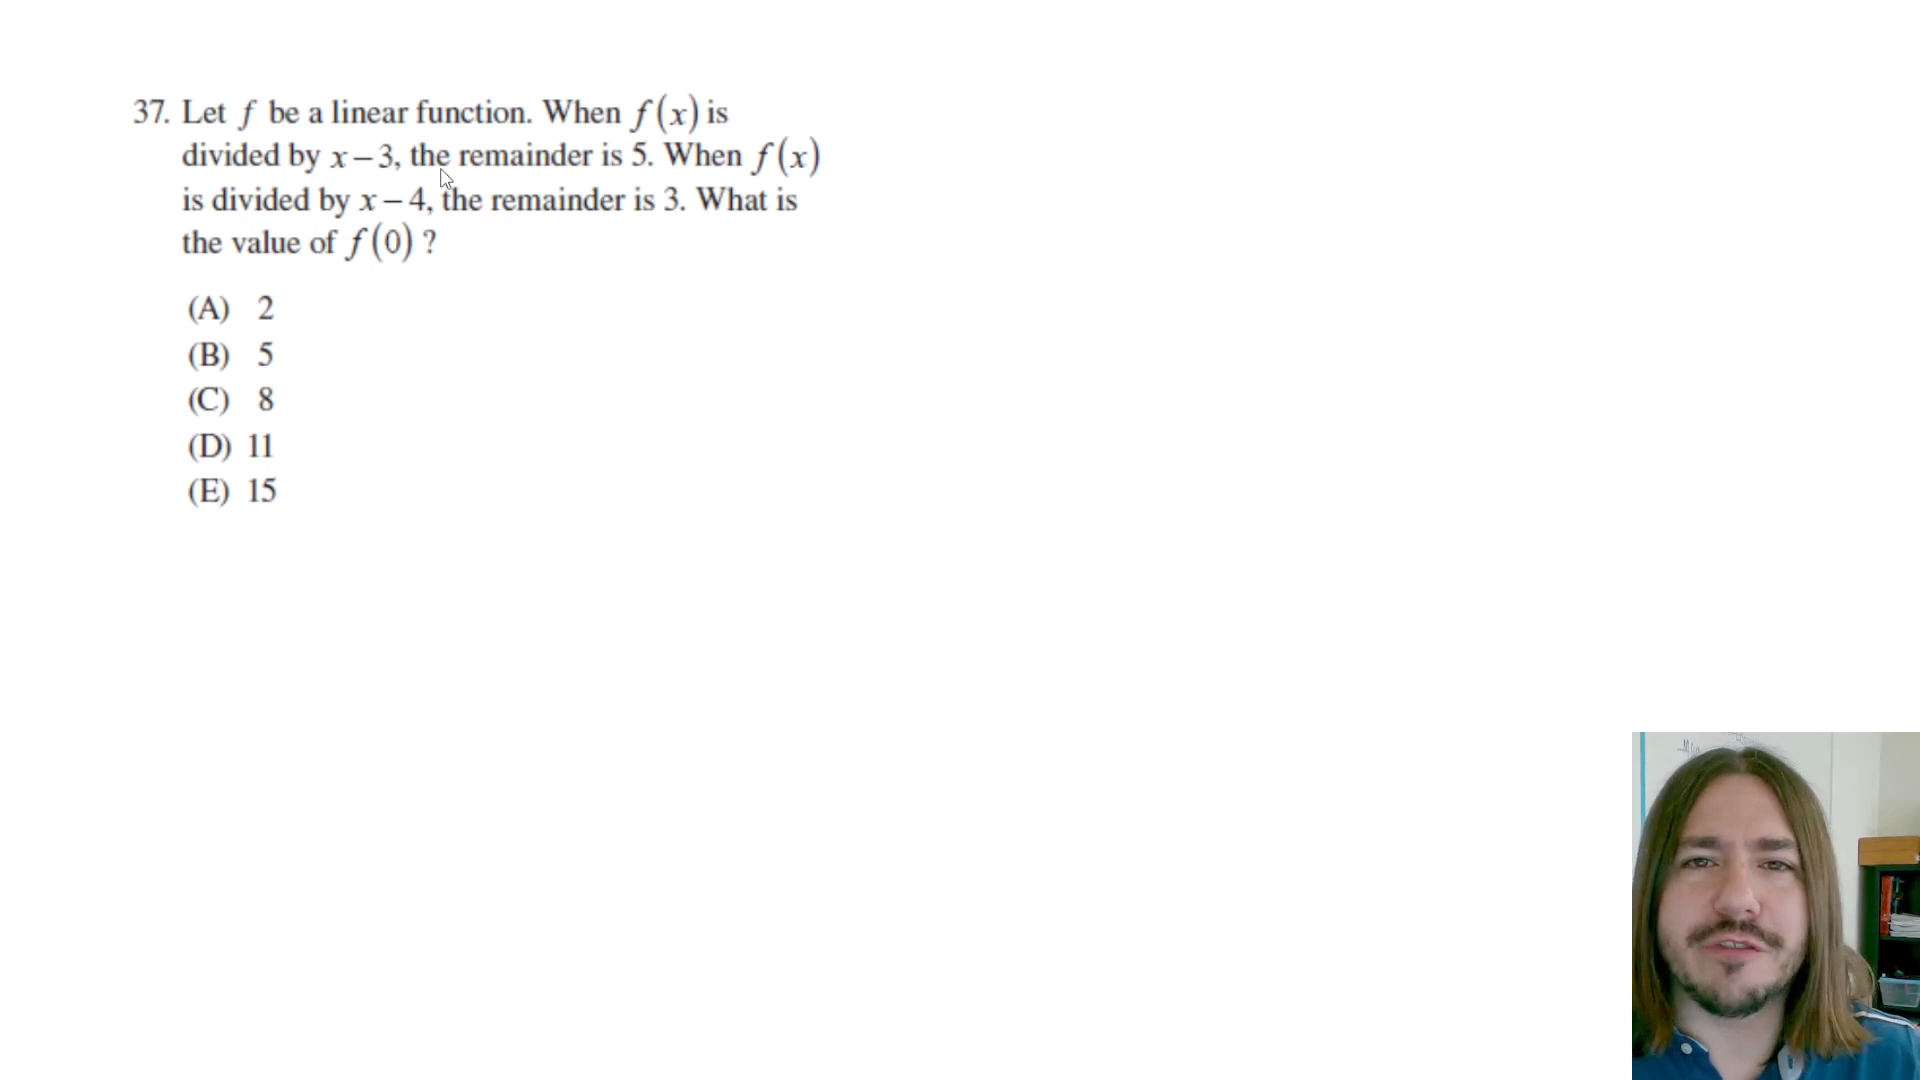 37. Let f be a linear function. When f(x) is
divided by x – 3, the remainder is 5. When f(x)
is divided by x – 4, the remainder is 3. What is
the value of f(0) ?
(A) 2
(B) 5
(C) 8
(D) 11
(E) 15